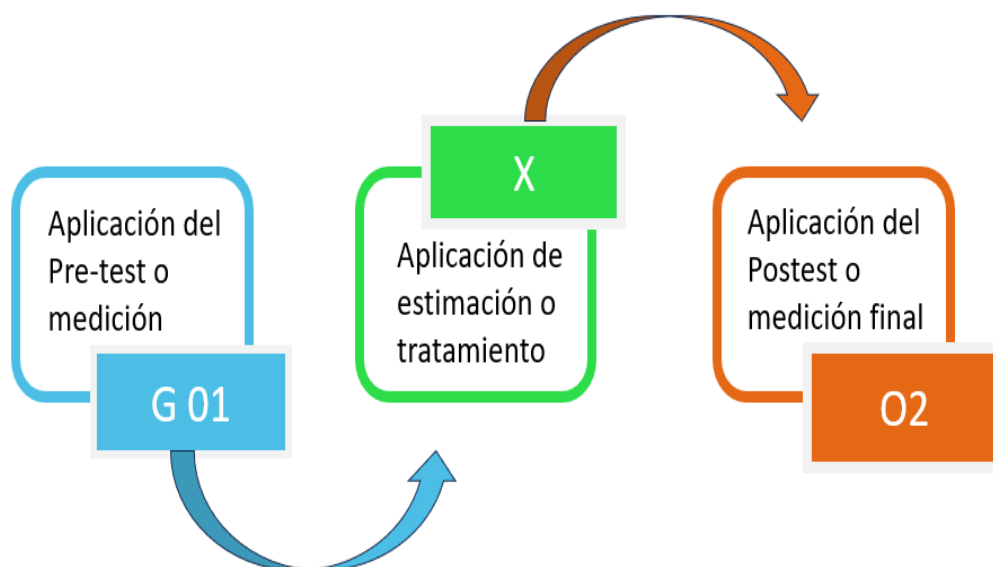 Aplicación del
Pre-test o
medición
G 01
X
Aplicación de
estimación o
tratamiento
Aplicación del
Postest o
medición final
O2